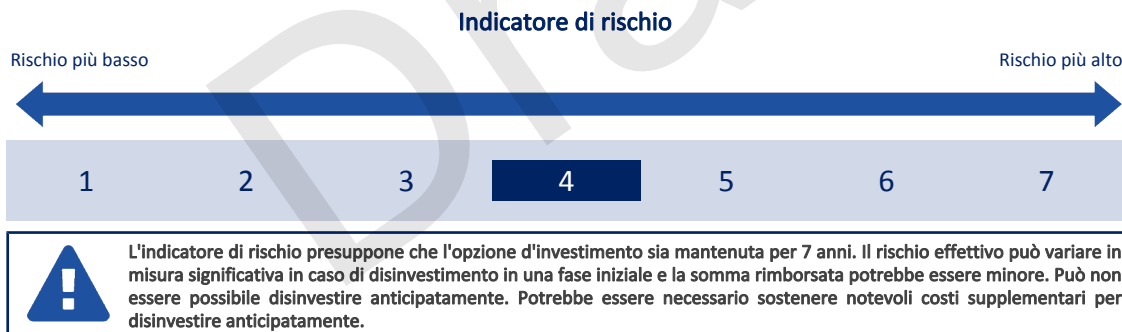 Indicatore di rischio
Rischio più basso
Rischio più alto
1 2 3 4 5 6 7
L'indicatore di rischio presuppone che l'opzione d'investimento sia mantenuta per 7 anni. Il rischio effettivo può variare in
misura significativa in caso di disinvestimento in una fase iniziale e la somma rimborsata potrebbe essere minore. Può non
essere possibile disinvestire anticipatamente. Potrebbe essere necessario sostenere notevoli costi supplementari per
disinvestire anticipatamente.